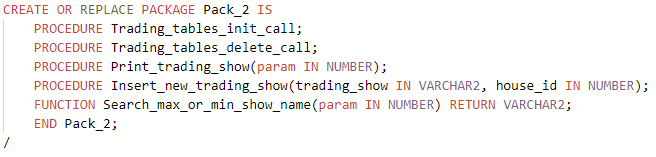 CREATE OR REPLACE PACKAGE Pack_2 IS
    PROCEDURE Trading_tables_init_call;
    PROCEDURE Trading_tables_delete_call;
    PROCEDURE Print_trading_show(param IN NUMBER);
    PROCEDURE Insert_new_trading_show(trading_show IN VARCHAR2, house_id IN NUMBER);
    FUNCTION Search_max_or_min_show_name(param IN NUMBER) RETURN VARCHAR2;
    END Pack_2;
/